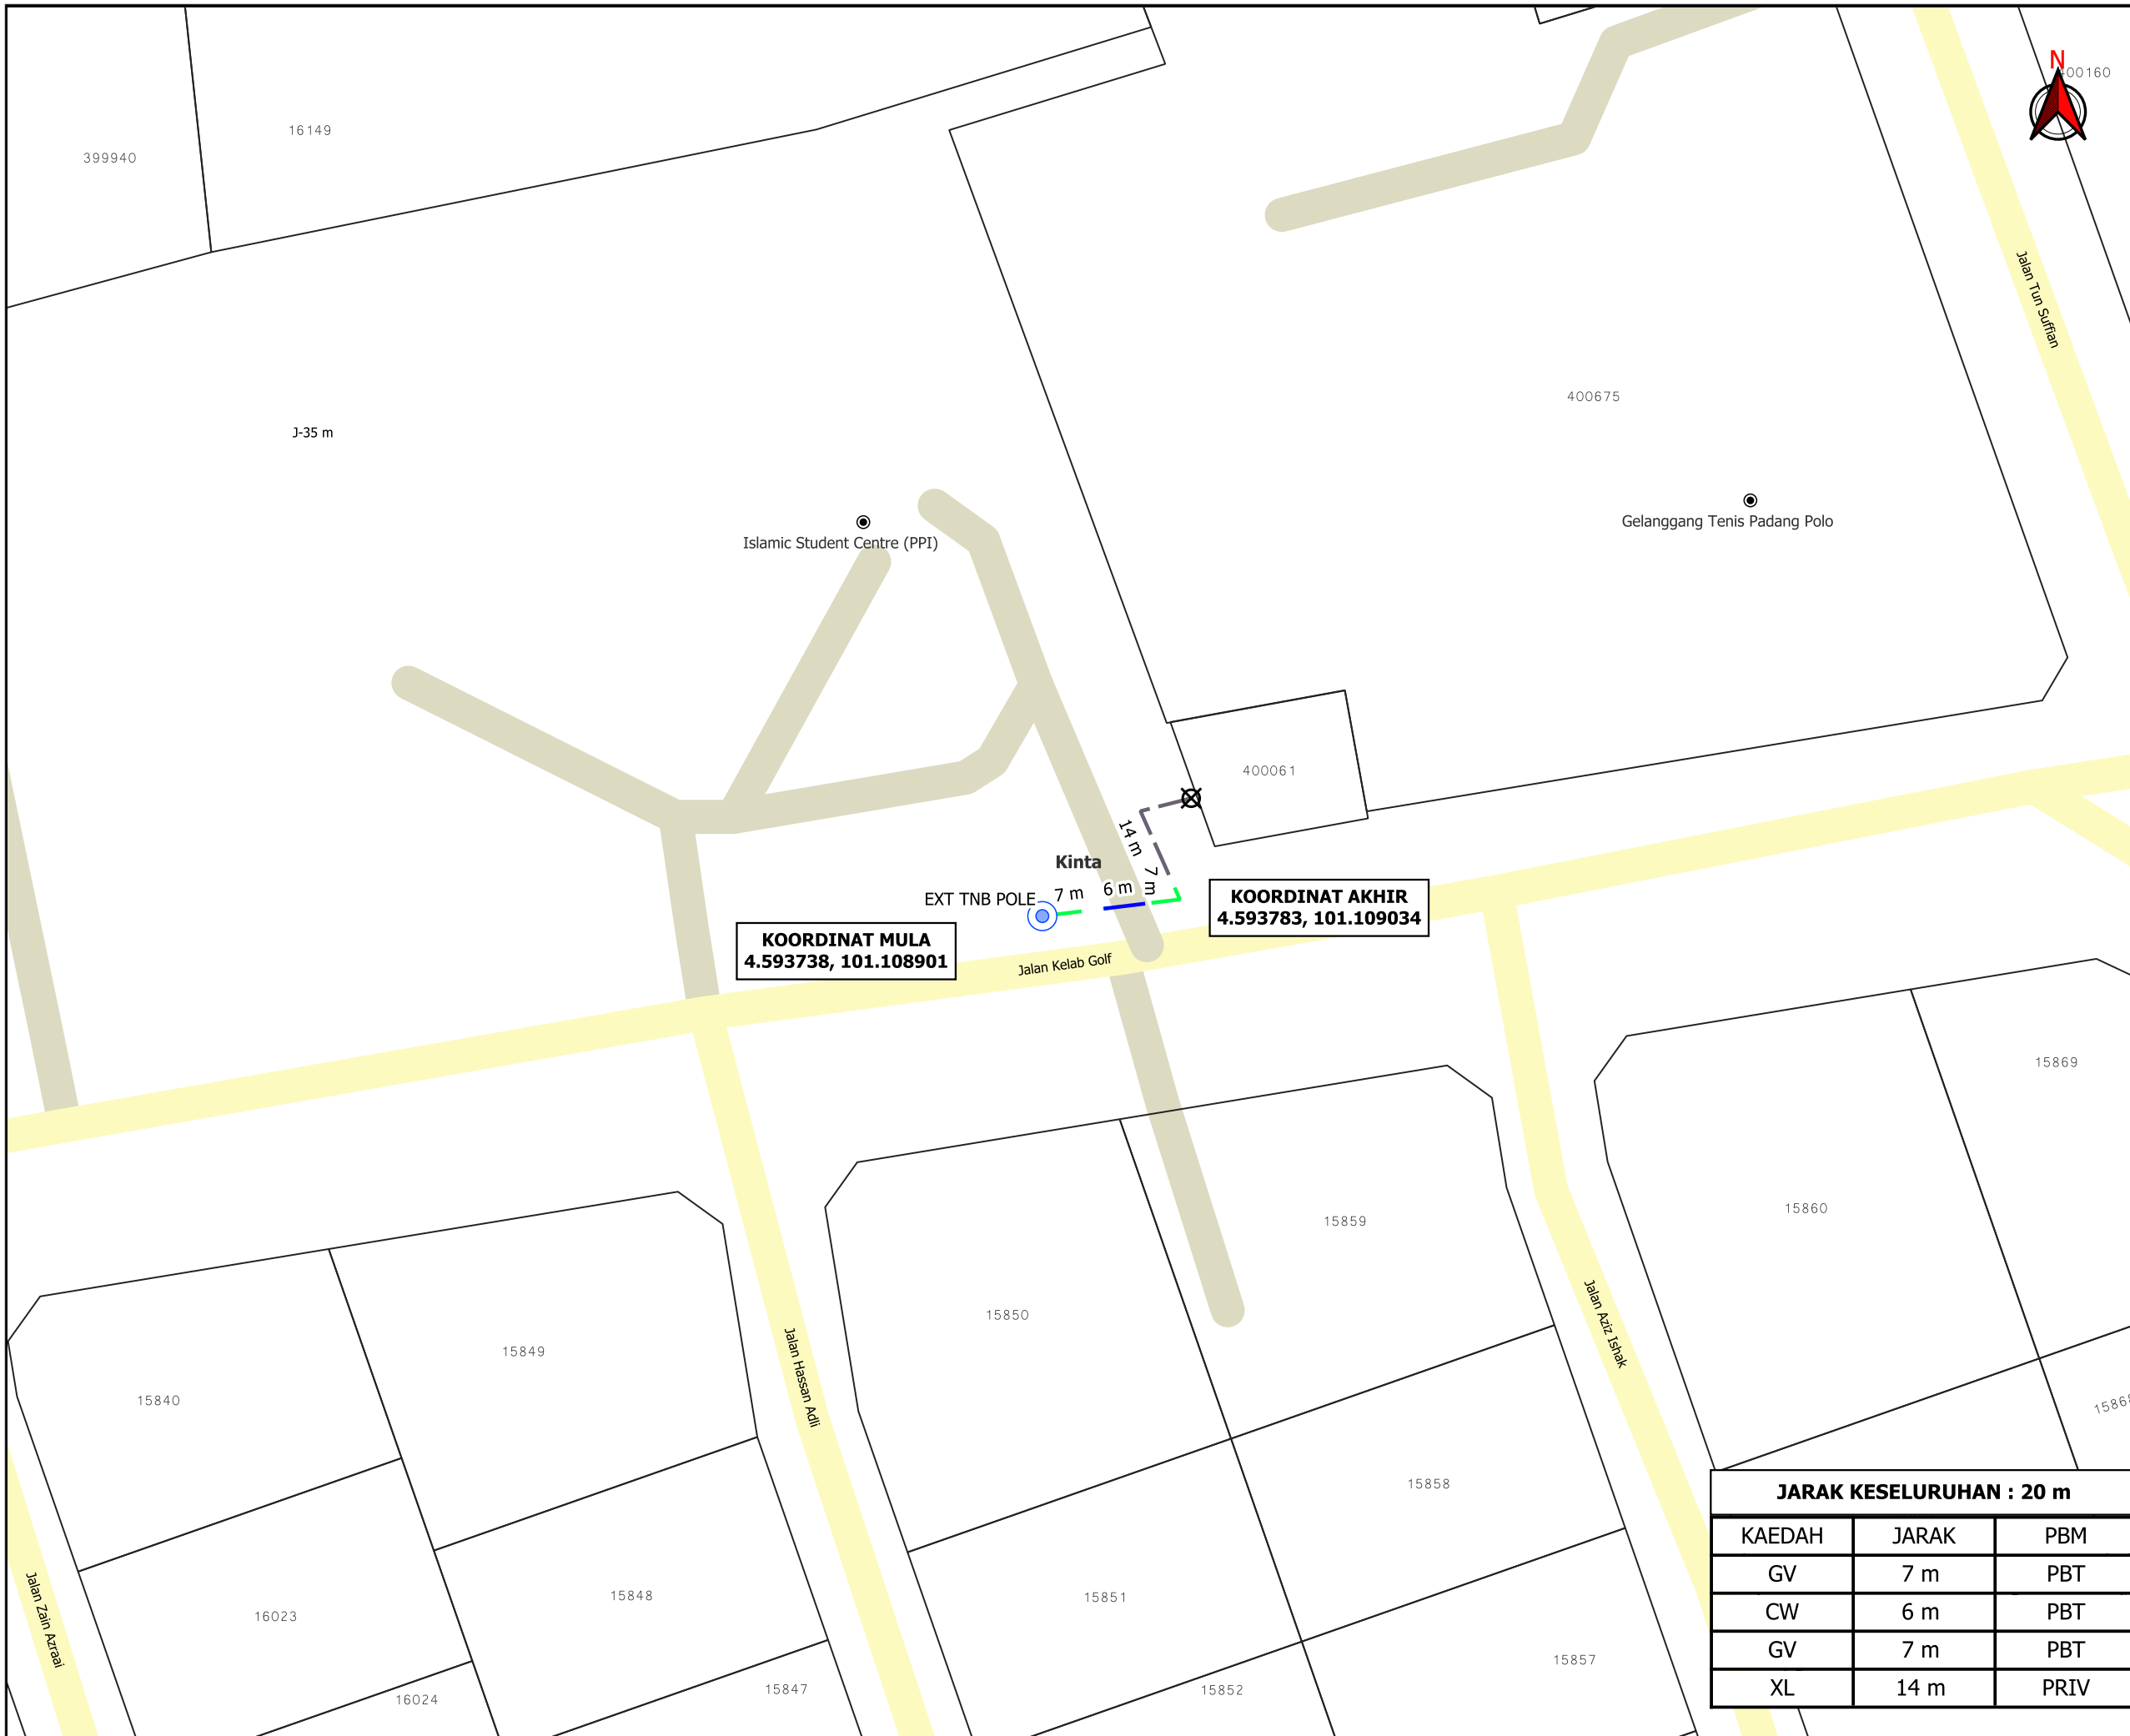 N
400160
16149
399940
Jalan Tun Suffian
400675
J-35 m
Gelanggang Tenis Padang Polo
Islamic Student Centre (PPI)
400061
14 m
Kinta
7 m
6 m
7 m
EXT TNB POLE
KOORDINAT AKHIR
4.593783, 101.109034
KOORDINAT MULA
4.593738, 101.108901
Jalan Kelab Golf
15869
15860
15859
15850
15849
15840
Jalan Hassan Adli
Jalan Aziz Ishak
15858
15851
15848
16023
Jalan Zain Azraai
16024
15847
15852
15857
JARAK KESELURUHAN : 20 m
KAEDAH JARAK PBM
GV 7 m PBT
CW 6 m PBT
GV 7 m PBT
XL 14 m PRIV